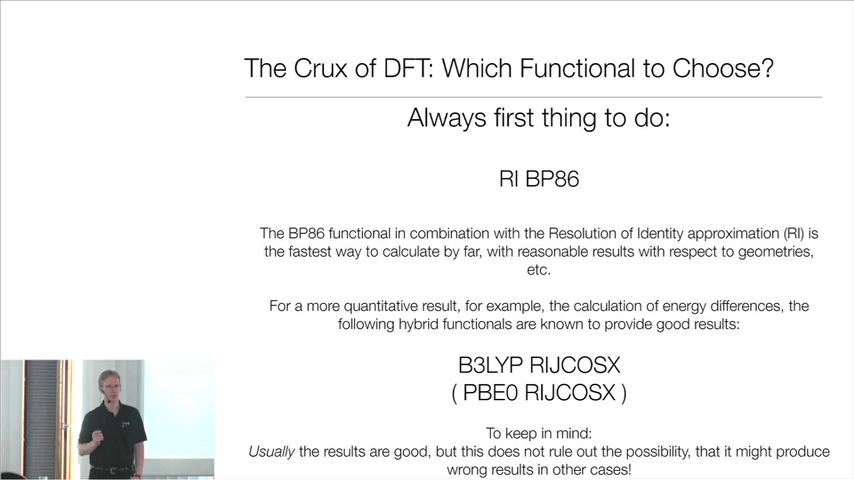 The Crux of DFT: Which Functional to Choose?
Always first thing to do:
RI BP86
The BP86 functional in combination with the Resolution of Identity approximation (RI) is
the fastest way to calculate by far, with reasonable results with respect to geometries,
etc.
For a more quantitative result, for example, the calculation of energy differences, the
following hybrid functionals are known to provide good results:
B3LYP RIJCOSX
( PBE0 RIJCOSX )
To keep in mind:
Usually the results are good, but this does not rule out the possibility, that it might produce
wrong results in other cases!